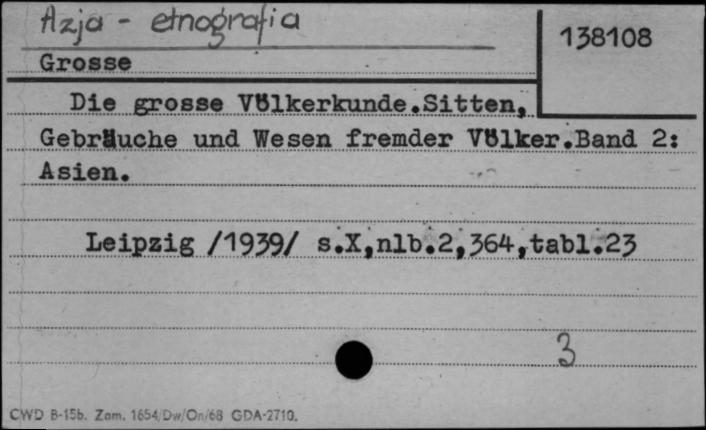 Azja - etnografia
138108
Grosse
Die grosse Völkerkunde.Sitten,
Gebräuche und Wesen fremder Völker.Band 2:
Asien.
Leipzig /1939/ s.X,nlb.2,364,tabl.23
3
CWD B-15b. Zam. 1654/Dw/On/68 GDA-2710.